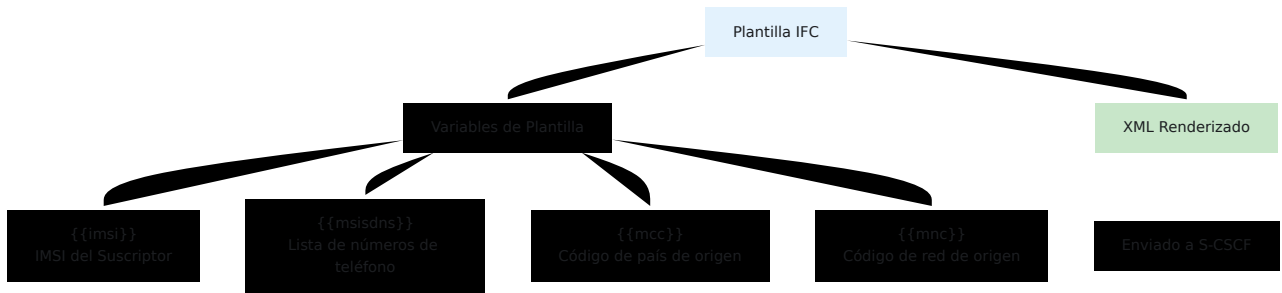 Plantilla IFC
Variables de Plantilla
XML Renderizado
{{imsi}}
IMSI del Suscriptor
{{msisdns}}
Lista de números de
teléfono
{{mcc}}
Código de país de origen
{{mnc}}
Código de red de origen
Enviado a S-CSCF